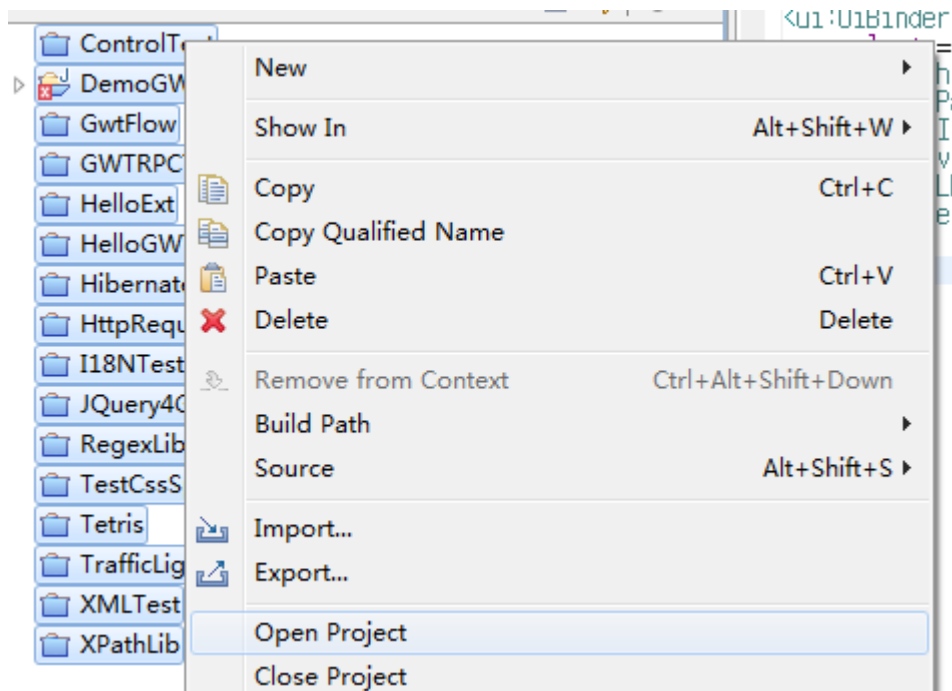 <ui:UiBinder
ControlT
DemoGW
GwtFlow
GWTRPC
HelloExt
HelloGW
Hibernat
HttpRequ
I18NTest
JQuery4G
RegexLib
TestCssS
Tetris
TrafficLig
XMLTest
XPathLib
New
Show In Alt+Shift+W
Copy Ctrl+C
Copy Qualified Name
Paste Ctrl+V
Delete Delete
Remove from Context Ctrl+Alt+Shift+Down
Build Path
Source Alt+Shift+S
Import...
Export...
Open Project
Close Project